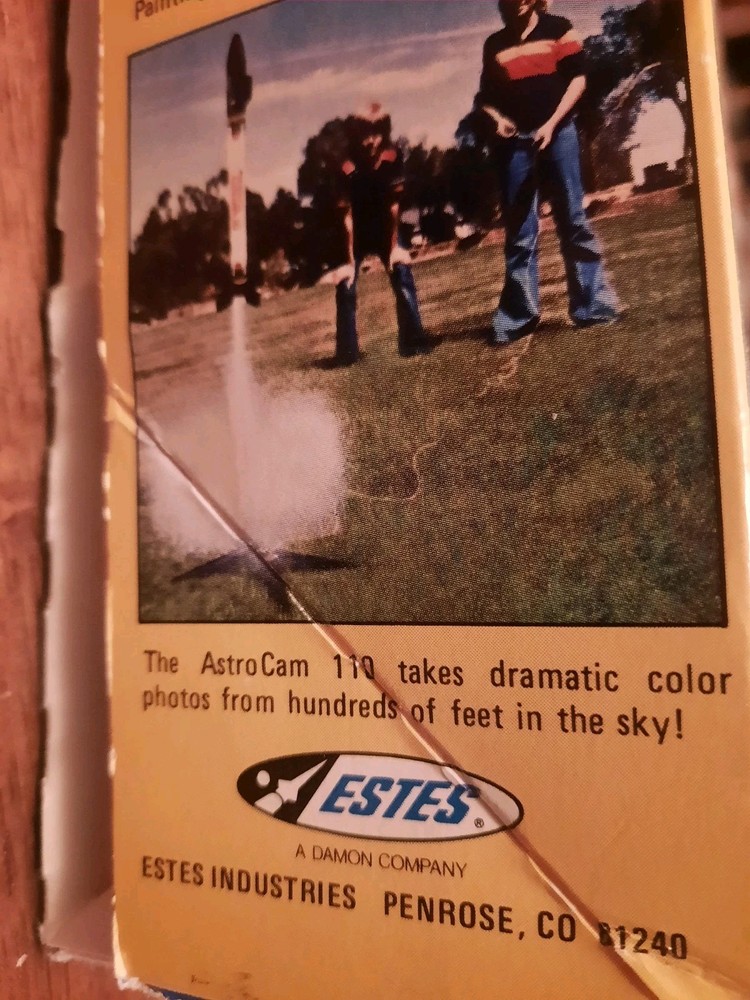 The AstroCam 110 takes dramatic color
photos from hundreds of feet in the sky!
ESTES®
A DAMON COMPANY
ESTES INDUSTRIES PENROSE, CO 81240